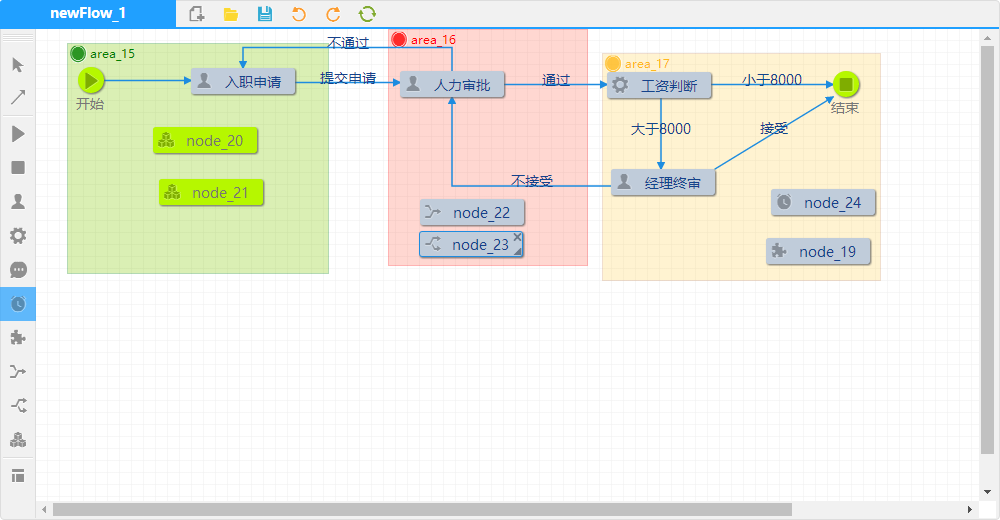 newFlow_1
area_15
开始
入职申请
node_20
node_21
不通过
提交申请
area_16
人力审批
通过
不接受
node_22
node_23
area_17
工资判断
小于8000
结束
大于8000
接受
经理终审
node_24
node_19